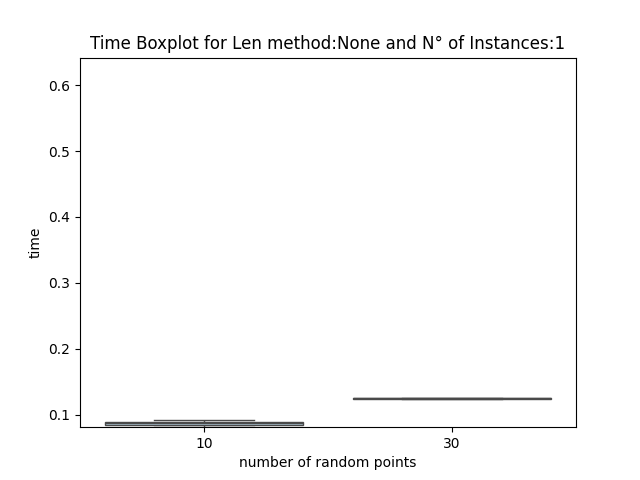 Time Boxplot for Len method:None and N° of Instances:1
0.6
0.5
0.4
0.3
0.2
0.1
time
10 30
number of random points